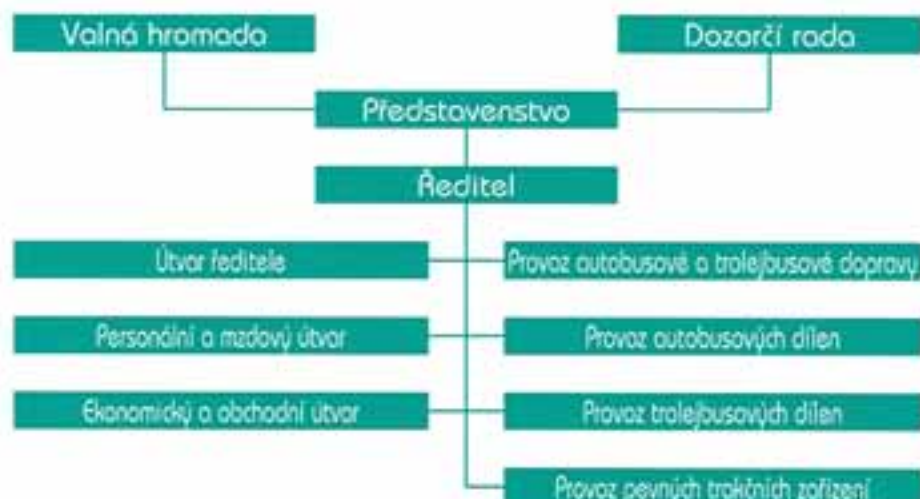 Valná hromada
Dozorčí rada
Představenstvo
Ředitel
Útvar ředitele
Provoz autobusové a trolejbusové dopravy
Personální a mzdový útvar
Provoz autobusových dílen
Ekonomický a obchodní útvar
Provoz trolejbusových dílen
Provoz pevných trakčních zařízení